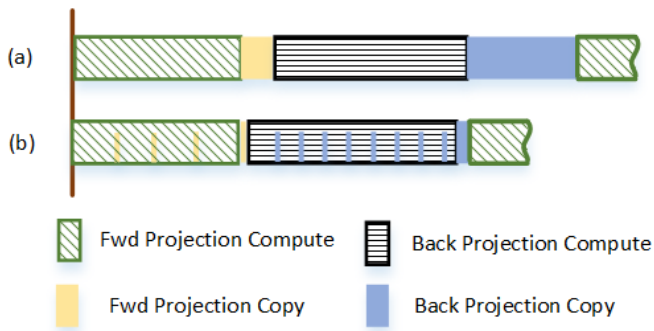 (a)
(b)
Fwd Projection Compute
Back Projection Compute
Fwd Projection Copy
Back Projection Copy